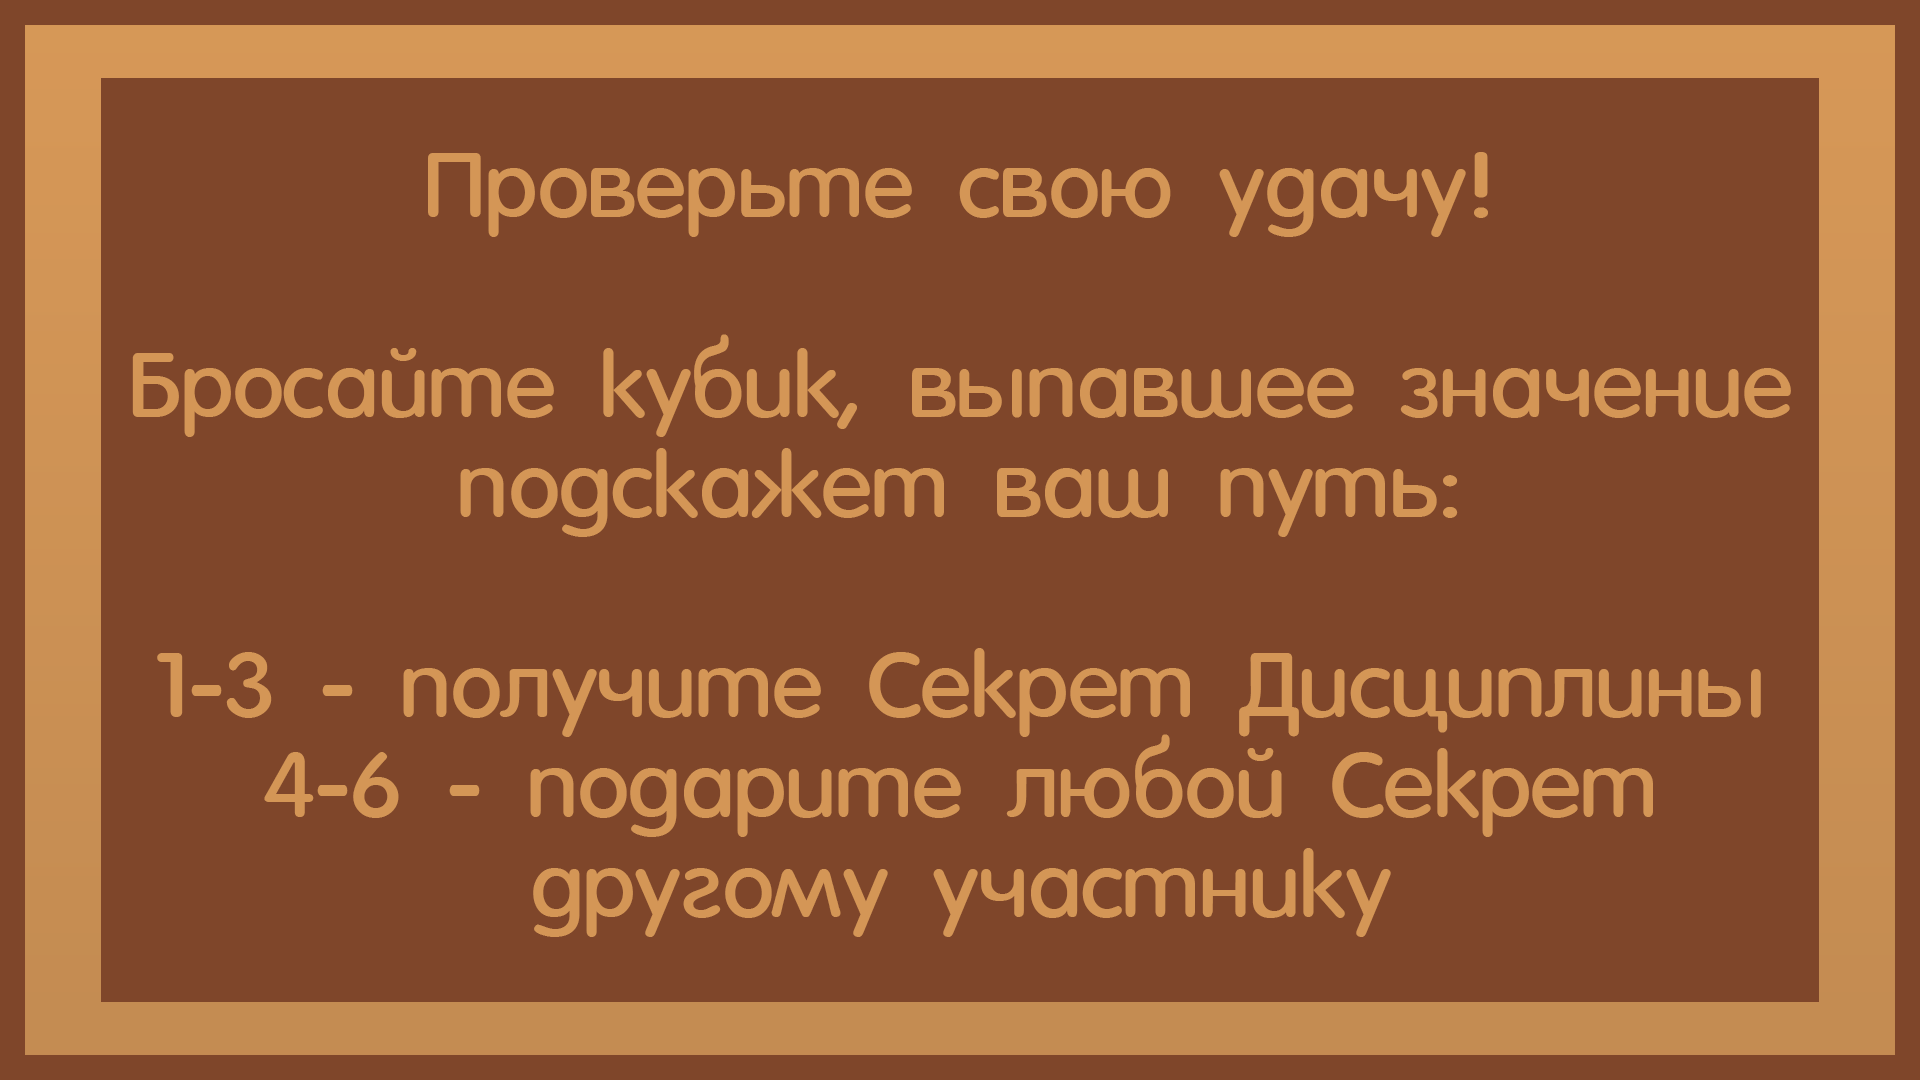 Проверьте свою удачу!
Бросайте кубик, выпавшее значение
подскажет ваш путь:
1-3 - получите Секрет Дисциплины
4-6 - подарите любой Секрет
другому участнику